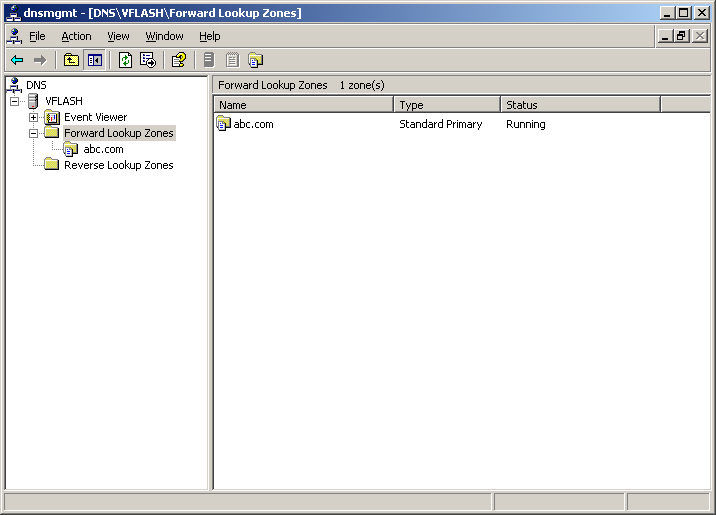 dnsmgmt - [DNS\VFLASH\Forward Lookup Zones]
File Action View Window Help
DNS
VFLASH
Event Viewer
Forward Lookup Zones
abc.com
Reverse Lookup Zones
Forward Lookup Zones 1 zone(s)
Name Type Status
abc.com Standard Primary Running